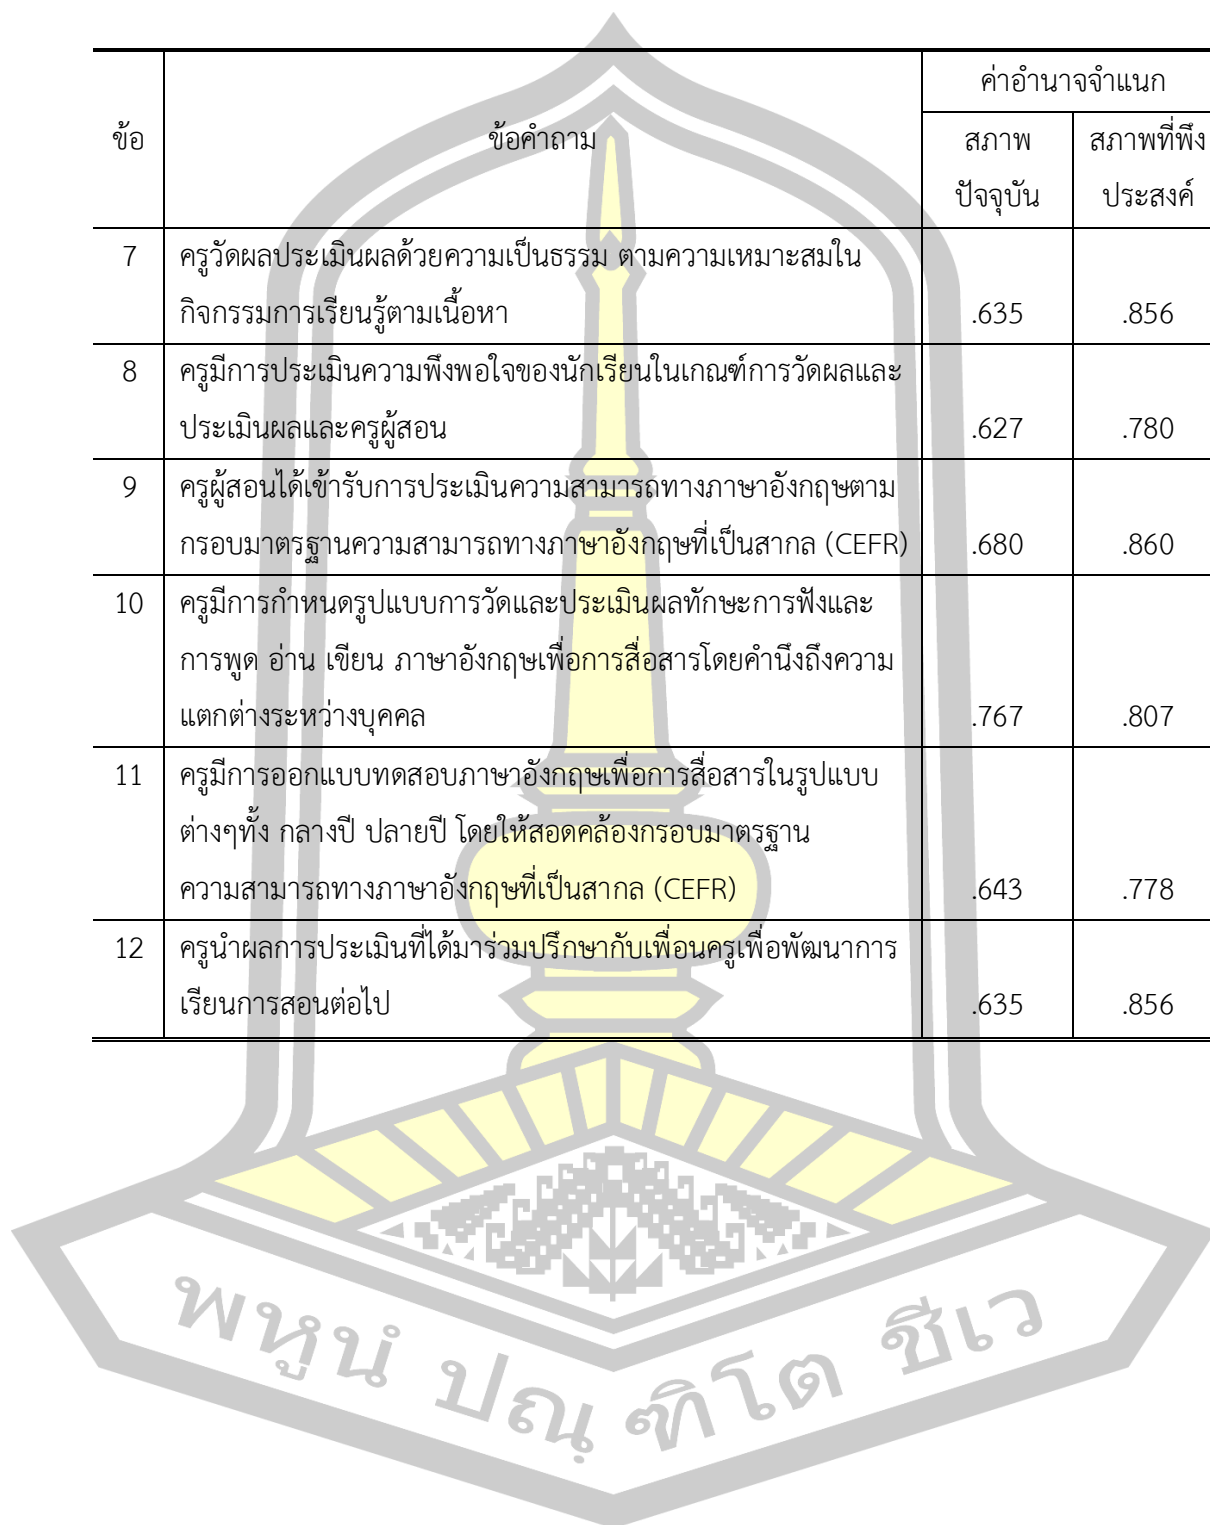 ค่าอำนาจจำแนก
ข้อ ข้อคำถาม สภาพ สภาพที่พึง
ปัจจุบัน ประสงค์
7 ครูวัดผลประเมินผลด้วยความเป็นธรรม ตามความเหมาะสมใน
กิจกรรมการเรียนรู้ตามเนื้อหา .635 .856
8 ครูมีการประเมินความพึงพอใจของนักเรียนในเกณฑ์การวัดผลและ
ประเมินผลและครูผู้สอน .627 .780
9 ครูผู้สอนได้เข้ารับการประเมินความสามารถทางภาษาอังกฤษตาม
กรอบมาตรฐานความสามารถทางภาษาอังกฤษที่เป็นสากล (CEFR) .680 .860
10 ครูมีการกำหนดรูปแบบการวัดและประเมินผลทักษะการฟังและ
การพูด อ่าน เขียน ภาษาอังกฤษเพื่อการสื่อสารโดยคำนึงถึงความ
แตกต่างระหว่างบุคคล .767 .807
11 ครูมีการออกแบบทดสอบภาษาอังกฤษเพื่อการสื่อสารในรูปแบบ
ต่างๆทั้ง กลางปี ปลายปี โดยให้สอดคล้องกรอบมาตรฐาน
ความสามารถทางภาษาอังกฤษที่เป็นสากล (CEFR) .643 .778
12 ครูนำผลการประเมินที่ได้มาร่วมปรึกษากับเพื่อนครูเพื่อพัฒนาการ
เรียนการสอนต่อไป .635 .856
พหูนํ ปณฺฑิโต ชีเว